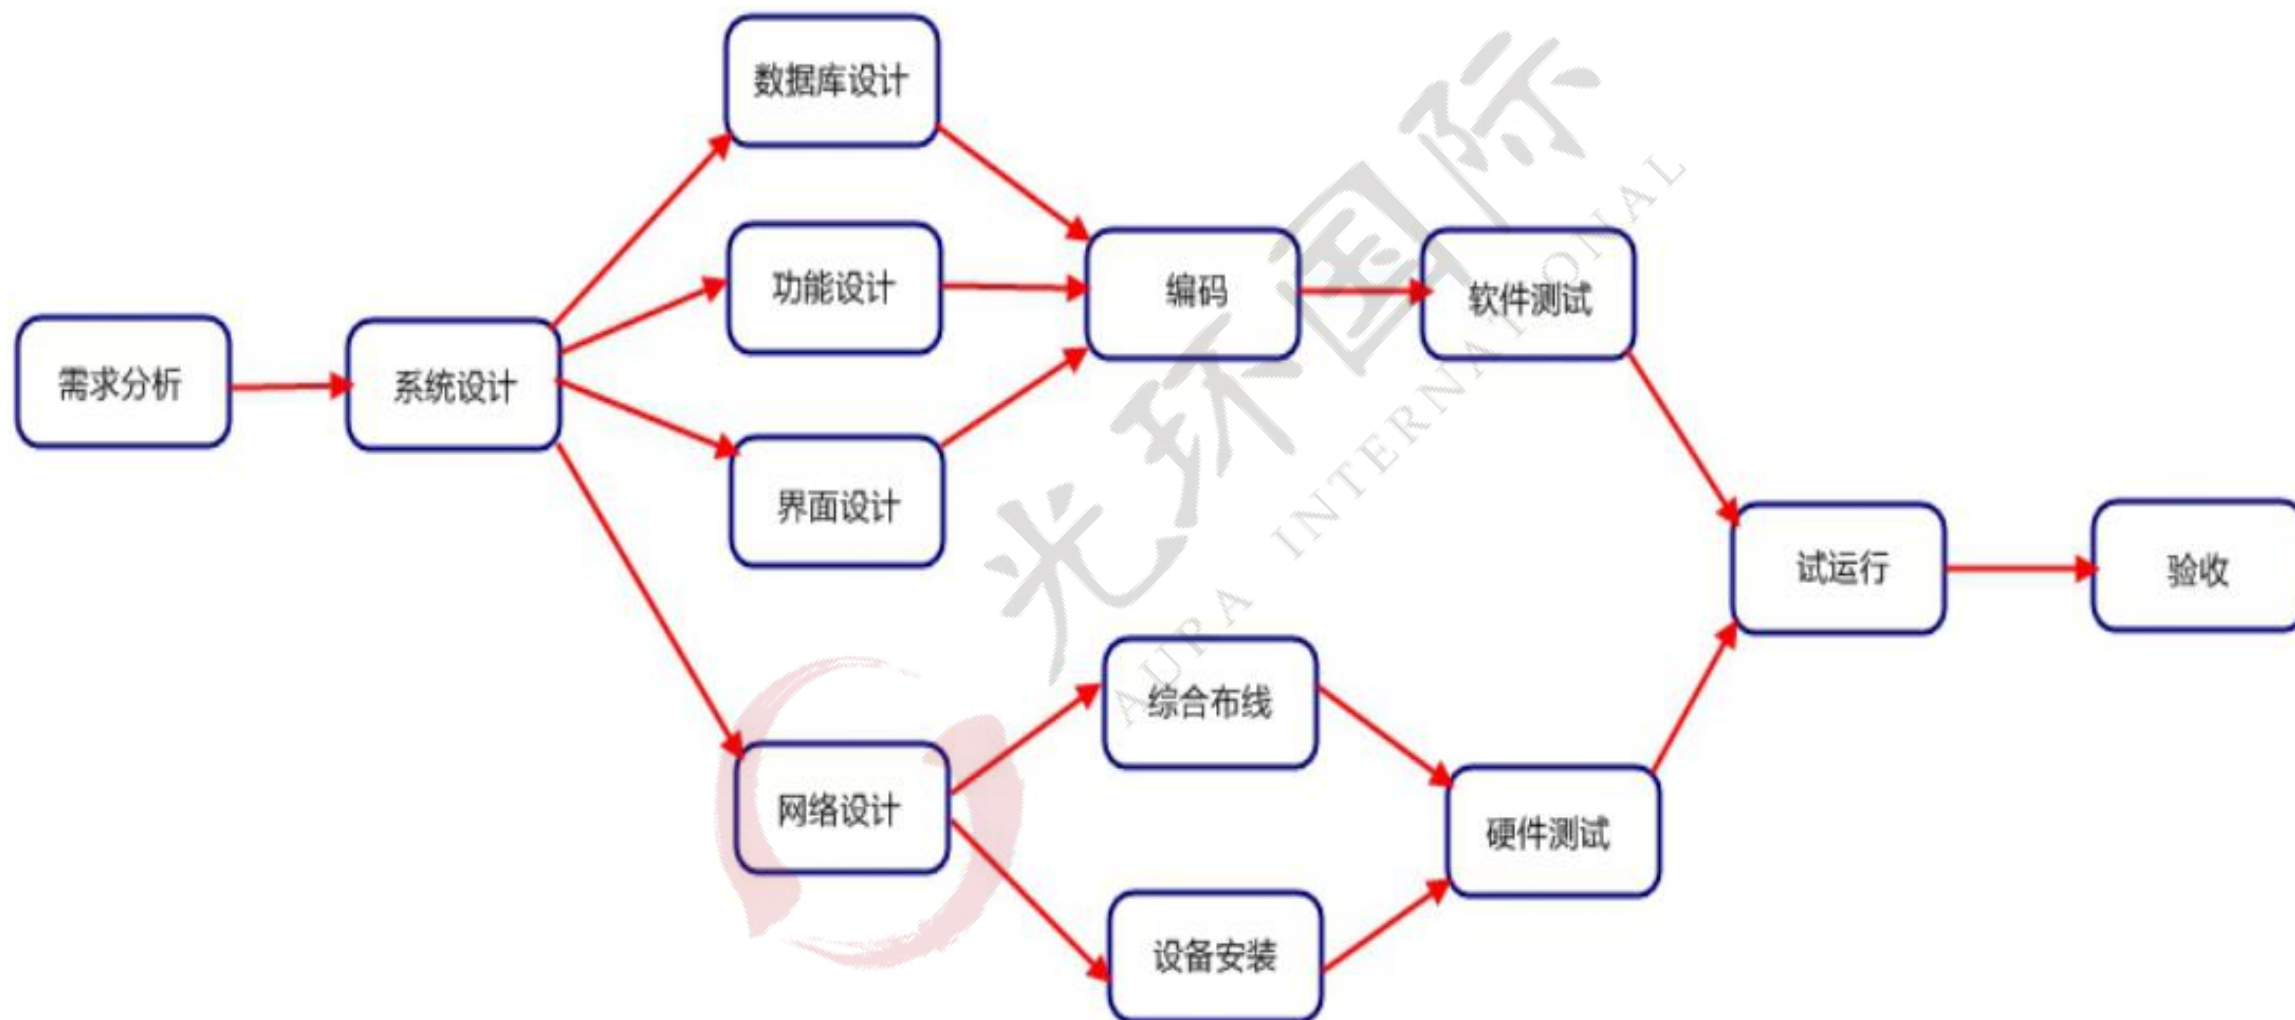 数据库设计
功能设计
编码
软件测试
需求分析
系统设计
界面设计
试运行
验收
综合布线
网络设计
硬件测试
设备安装
光环国际
AURA INTERNATIONAL